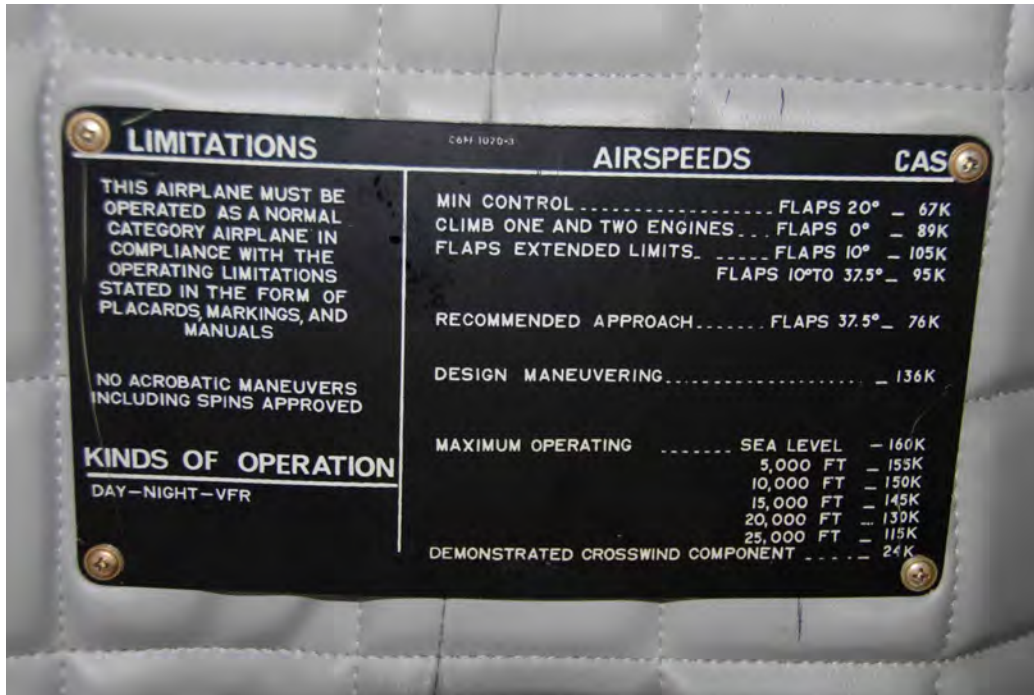 LIMITATIONS
THIS AIRPLANE MUST BE
OPERATED AS A NORMAL
CATEGORY AIRPLANE IN
COMPLIANCE WITH THE
OPERATING LIMITATIONS
STATED IN THE FORM OF
PLACARDS, MARKINGS, AND
MANUALS
NO ACROBATIC MANEUVERS
INCLUDING SPINS APPROVED
KINDS OF OPERATION
DAY-NIGHT-VFR
AIRSPEEDS CAS
MIN CONTROL FLAPS 20° 67K
CLIMB ONE AND TWO ENGINES FLAPS 0° 89K
FLAPS EXTENDED LIMITS FLAPS 10° 105K
FLAPS 10° TO 37.5° 95K
RECOMMENDED APPROACH FLAPS 37.5° 76K
DESIGN MANEUVERING 136K
MAXIMUM OPERATING SEA LEVEL 160K
5,000 FT 155K
10,000 FT 150K
15,000 FT 145K
20,000 FT 130K
25,000 FT 115K
DEMONSTRATED CROSSWIND COMPONENT 24K